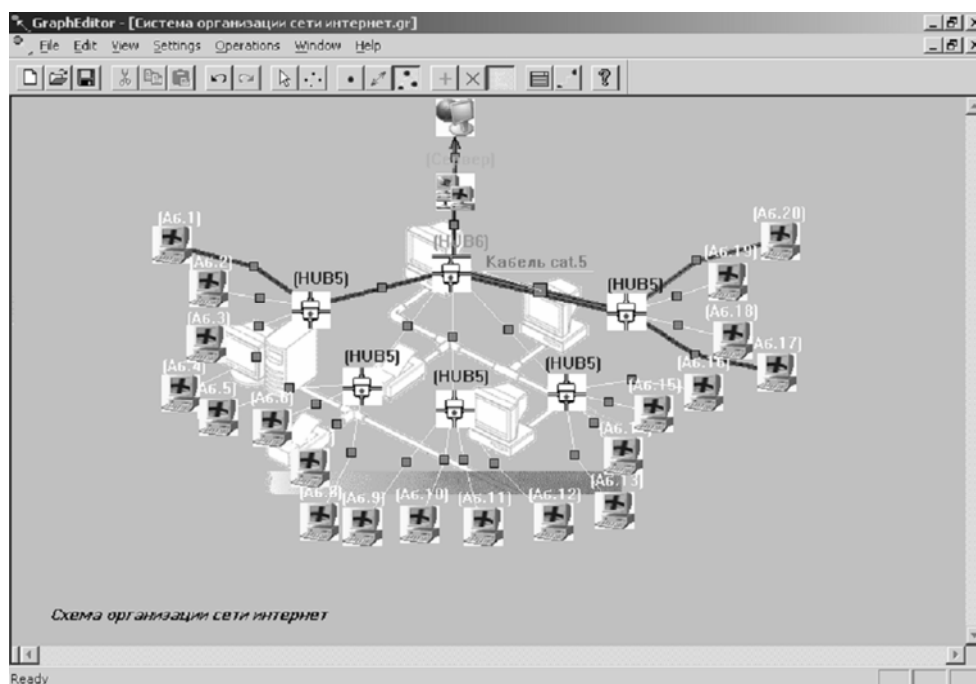 GraphEditor - [Система организации сети интернет.gr]
File Edit View Settings Operations Window Help
(Сервер)
(Аб.1)
(Аб.20)
(HUB6)
(Аб.19)
Кабель cat.5
(Аб.2)
(HUB5)
(HUB5)
(Аб.3)
(Аб.18)
(Аб.17)
(HUB5)
(HUB5)
(HUB5)
(Аб.4)
(Аб.16)
(Аб.5)
(Аб.15)
(Аб.6)
(Аб.8)
(Аб.9)
(Аб.10)
(Аб.11)
(Аб.12)
(Аб.13)
Схема организации сети интернет
Ready